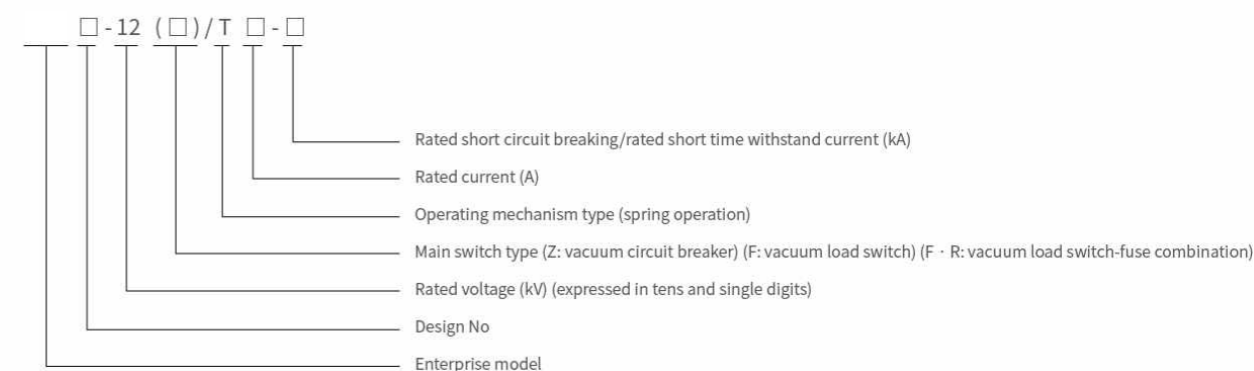 □-12 (□)/T □-□
Rated short circuit breaking/rated short time withstand current (kA)
Rated current (A)
Operating mechanism type (spring operation)
Main switch type (Z: vacuum circuit breaker) (F: vacuum load switch) (F · R: vacuum load switch-fuse combination)
Rated voltage (kV) (expressed in tens and single digits)
Design No
Enterprise model